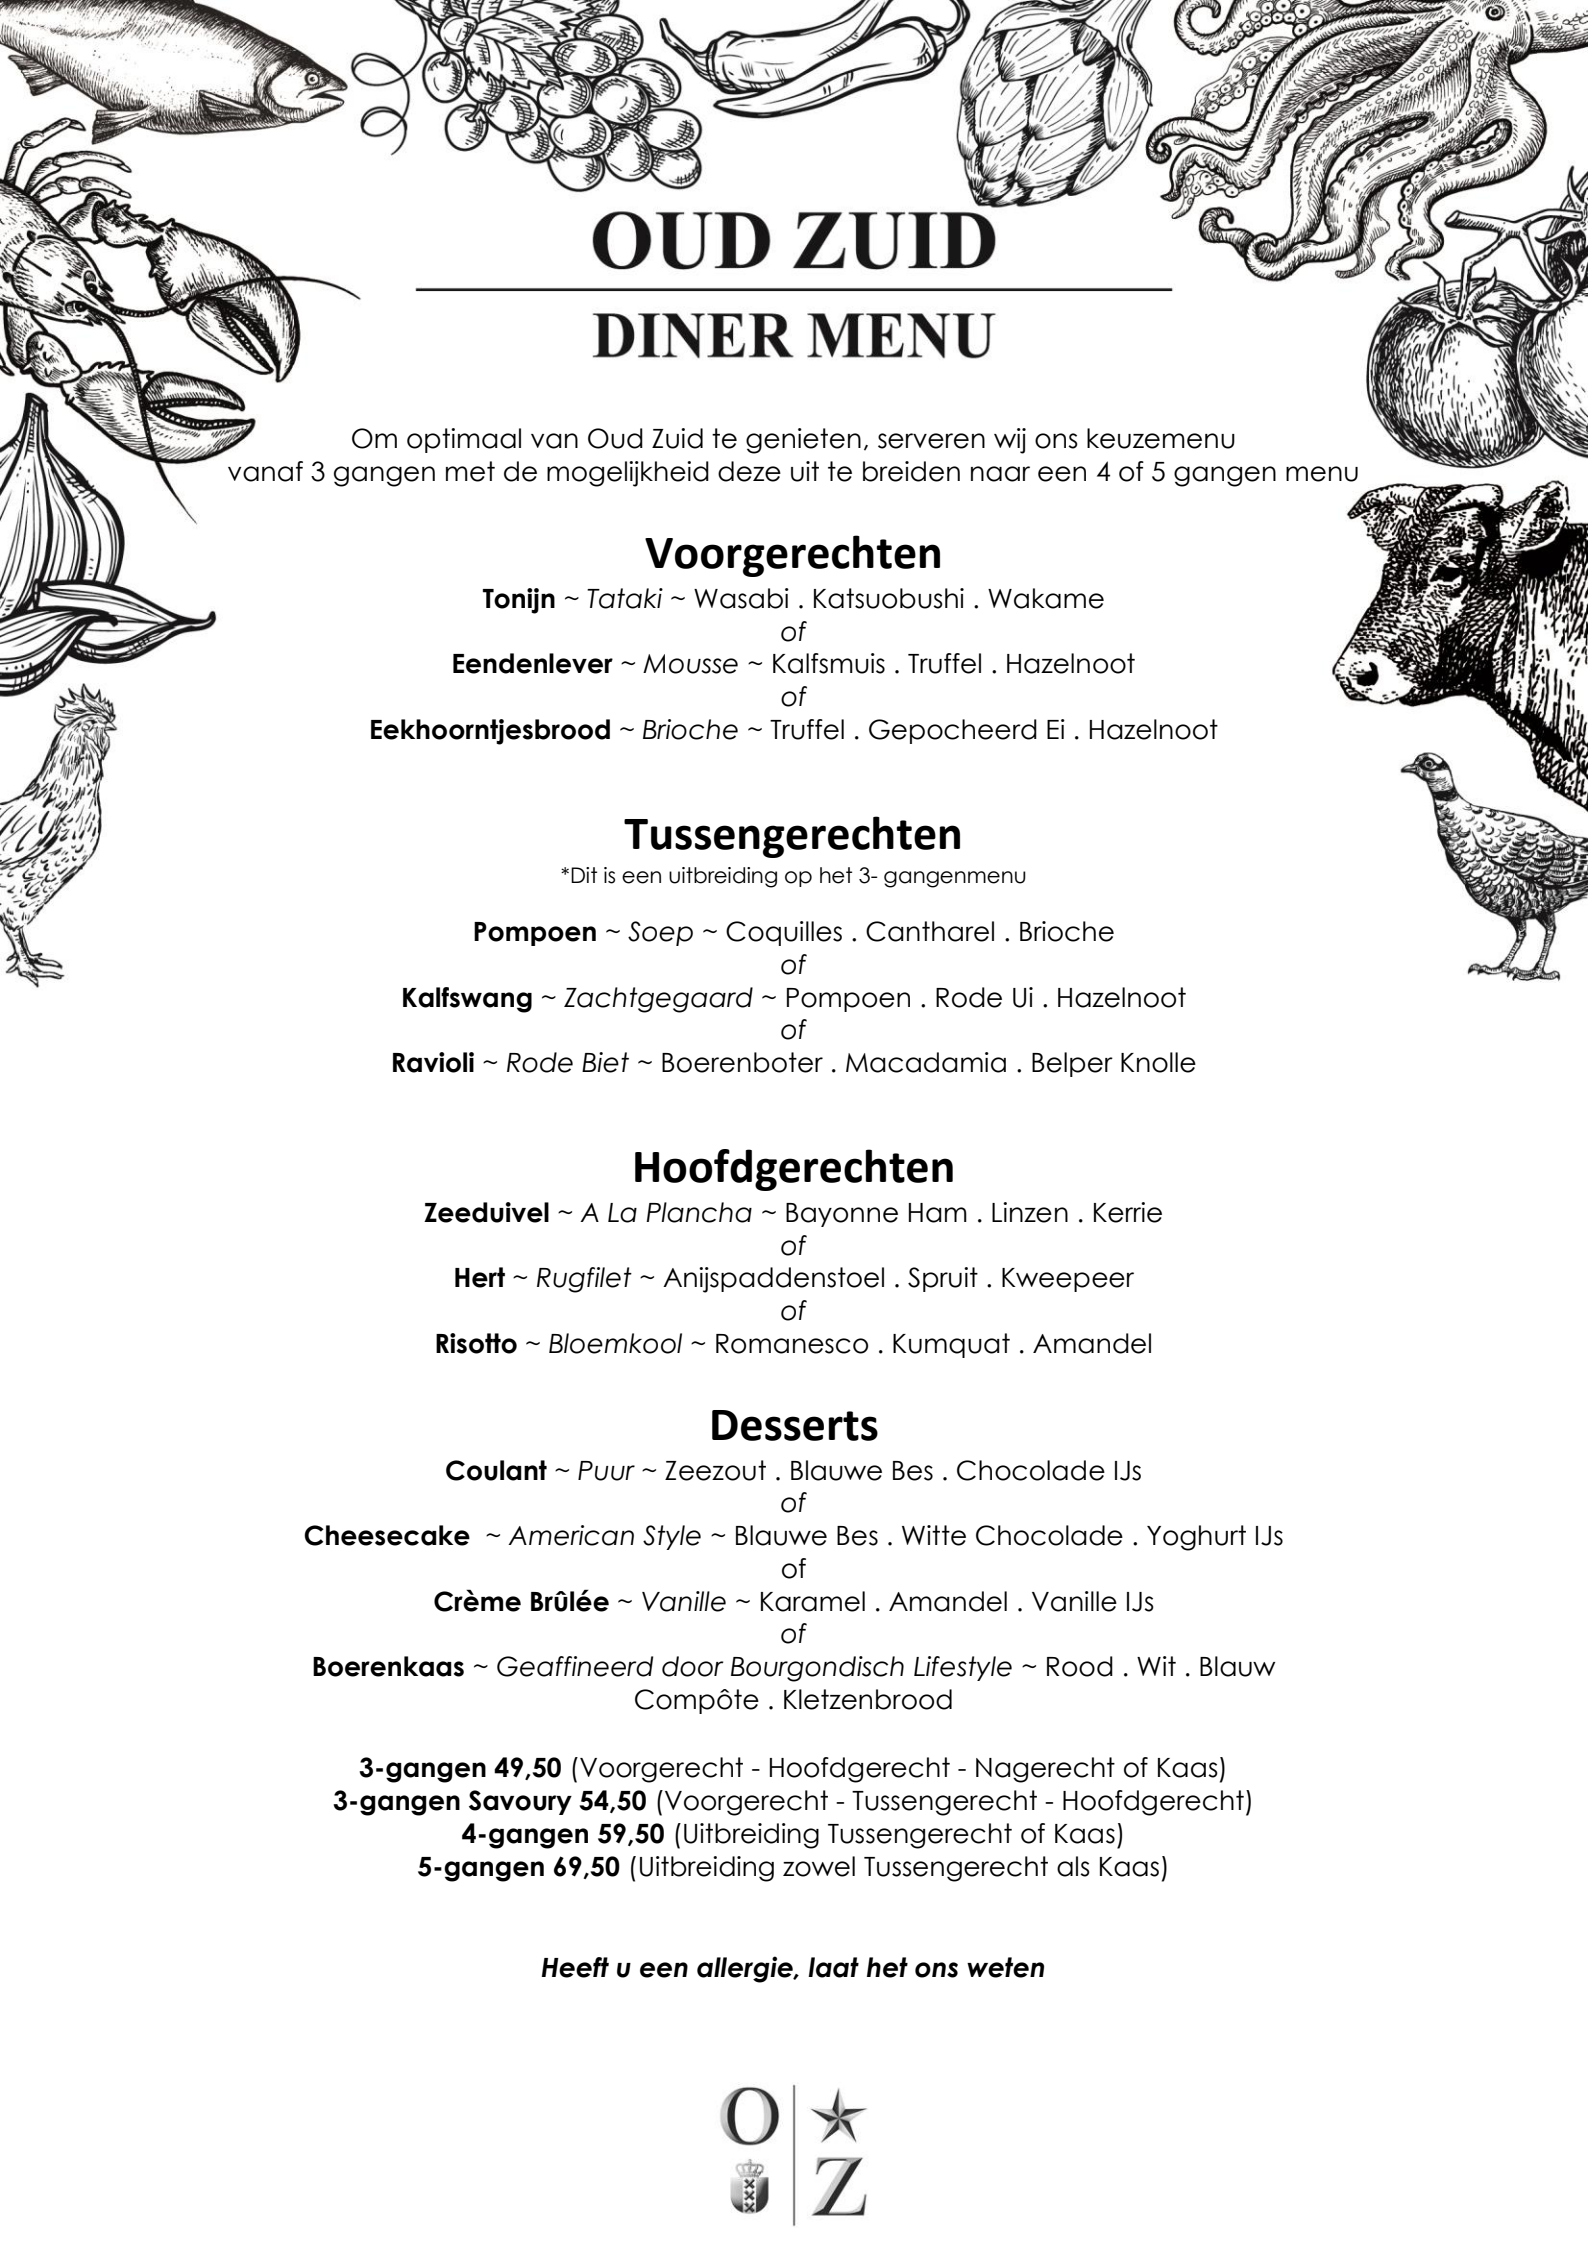 OUD ZUID
DINER MENU
Om optimaal van Oud Zuid te genieten, serveren wij ons keuzemenu
vanaf 3 gangen met de mogelijkheid deze uit te breiden naar een 4 of 5 gangen menu
Voorgerechten
Tonijn ~ Tataki ~ Wasabi . Katsuobushi . Wakame
of
Eendenlever ~ Mousse ~ Kalfsmuis . Truffel . Hazelnoot
of
Eekhoorntjesbrood ~ Brioche ~ Truffel . Gepocheerd Ei . Hazelnoot
Tussengerechten
*Dit is een uitbreiding op het 3- gangenmenu
Pompoen ~ Soep ~ Coquilles . Cantharel . Brioche
of
Kalfswang ~ Zachtgegaard ~ Pompoen . Rode Ui . Hazelnoot
of
Ravioli ~ Rode Biet ~ Boerenboter . Macadamia . Belper Knolle
Hoofdgerechten
Zeeduivel ~ A La Plancha ~ Bayonne Ham . Linzen . Kerrie
of
Hert ~ Rugfilet ~ Anijspaddenstoel . Spruit . Kweepeer
of
Risotto ~ Bloemkool ~ Romanesco . Kumquat . Amandel
Desserts
Coulant ~ Puur ~ Zeezout . Blauwe Bes . Chocolade IJs
of
Cheesecake ~ American Style ~ Blauwe Bes . Witte Chocolade . Yoghurt IJs
of
Crème Brûlée ~ Vanille ~ Karamel . Amandel . Vanille IJs
of
Boerenkaas ~ Geaffineerd door Bourgondisch Lifestyle ~ Rood . Wit . Blauw
Compôte . Kletzenbrood
3-gangen 49,50 (Voorgerecht - Hoofdgerecht - Nagerecht of Kaas)
3-gangen Savoury 54,50 (Voorgerecht - Tussengerecht - Hoofdgerecht)
4-gangen 59,50 (Uitbreiding Tussengerecht of Kaas)
5-gangen 69,50 (Uitbreiding zowel Tussengerecht als Kaas)
Heeft u een allergie, laat het ons weten
O
Z